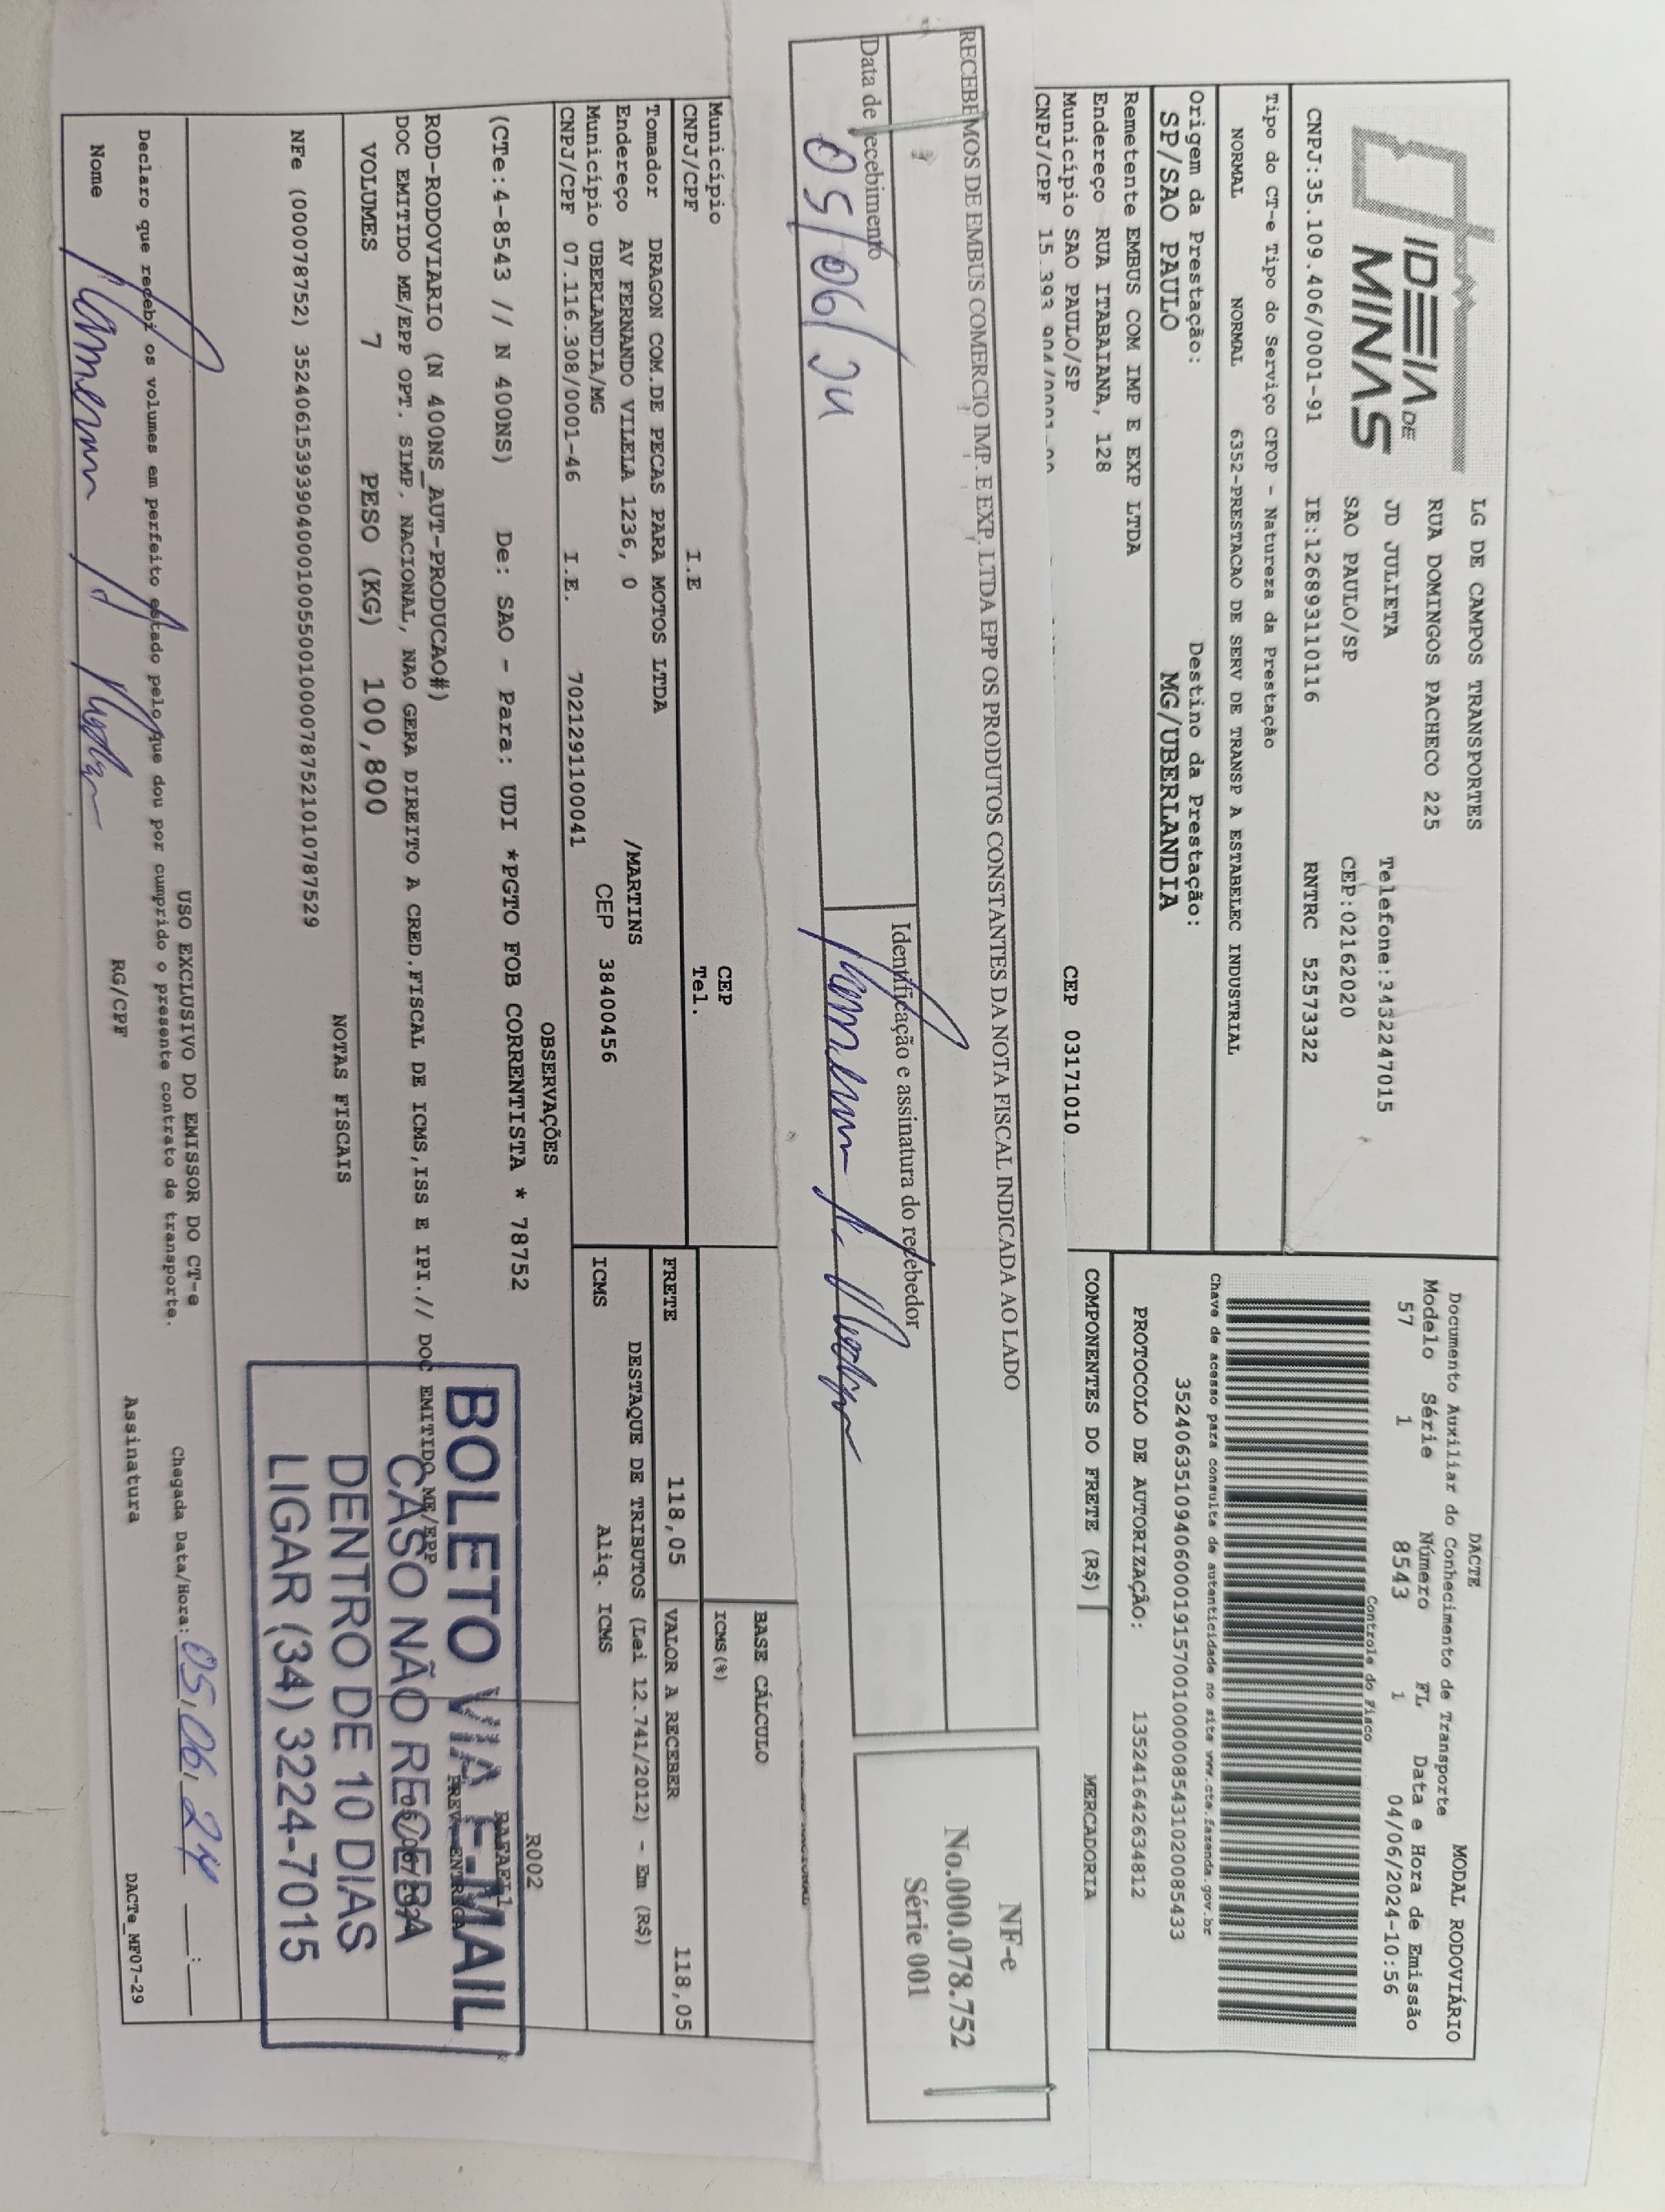 IDEIA DE
MINAS
LG DE CAMPOS TRANSPORTES
RUA DOMINGOS PACHECO 225
JD JULIETA
Telefone:3432247015
SAO PAULO/SP
CEP:02162020
CNPJ:35.109.406/0001-91
IE:126893110116
RNTRC 52573322
DACTE
MODAL RODOVIÁRIO
Documento Auxiliar do Conhecimento de Transporte
Modelo Série Número FL Data e Hora de Emissão
57 1 8543 1 04/06/2024-10:56
Controle do Fisco
Tipo do CT-e Tipo do Serviço CFOP - Natureza da Prestação
NORMAL NORMAL 6352-PRESTACAO DE SERV DE TRANSP A ESTABELEC INDUSTRIAL
Chave de acesso para consulta de autenticidade no site www.cte.fazenda.gov.br
35240635109406000191570010000085431020085433
Origem da Prestação:
SP/SAO PAULO
Destino da Prestação:
MG/UBERLANDIA
PROTOCOLO DE AUTORIZAÇÃO: 135241642634812
Remetente EMBUS COM IMP E EXP LTDA
Endereço RUA ITABAIANA, 128
Município SAO PAULO/SP
CEP 03171010
CNPJ/CPF 15 393
COMPONENTES DO FRETE (R$)
MERCADORIA
RECEBEMOS DE EMBUS COMERCIO IMP. E EXP. LTDA EPP OS PRODUTOS CONSTANTES DA NOTA FISCAL INDICADA AO LADO
Data de recebimento
05/06/24
Identificação e assinatura do recebedor
NF-e
No.000.078.752
Série 001
Município
CEP
CNPJ/CPF
I.E
Tel.
BASE CÁLCULO
ICMS(%)
Tomador DRAGON COM.DE PECAS PARA MOTOS LTDA
Endereço AV FERNANDO VILELA 1236, 0 /MARTINS
Município UBERLANDIA/MG
CEP 38400456
CNPJ/CPF 07.116.308/0001-46
I.E. 7021291100041
FRETE 118,05
VALOR A RECEBER 118,05
DESTAQUE DE TRIBUTOS (Lei 12.741/2012) - Em (R$)
ICMS
Aliq. ICMS
OBSERVAÇÕES
R002
(CTe:4-8543 // N 400NS) De: SAO - Para: UDI *PGTO FOB CORRENTISTA * 78752
ROD-RODOVIARIO (N 400NS_AUT-PRODUCAO#)
DOC EMITIDO ME/EPP OPT. SIMP. NACIONAL, NAO GERA DIREITO A CRED.FISCAL DE ICMS,ISS E IPI.// DOC EMITIDO ME/EPP
PREV. ENTREGA
VOLUMES 7 PESO (KG) 100,800
BOLETO VIA E-MAIL
CASO NÃO RECEBA
DENTRO DE 10 DIAS
LIGAR (34) 3224-7015
NOTAS FISCAIS
NFe (000078752) 35240615393904000100550010000787521010787529
USO EXCLUSIVO DO EMISSOR DO CT-e
Declaro que recebi os volumes em perfeito estado pelo que dou por cumprido o presente contrato de transporte.
Chegada Data/Hora: 05,06,24 ___:___
Nome
RG/CPF
Assinatura
DACTe_MF07-29